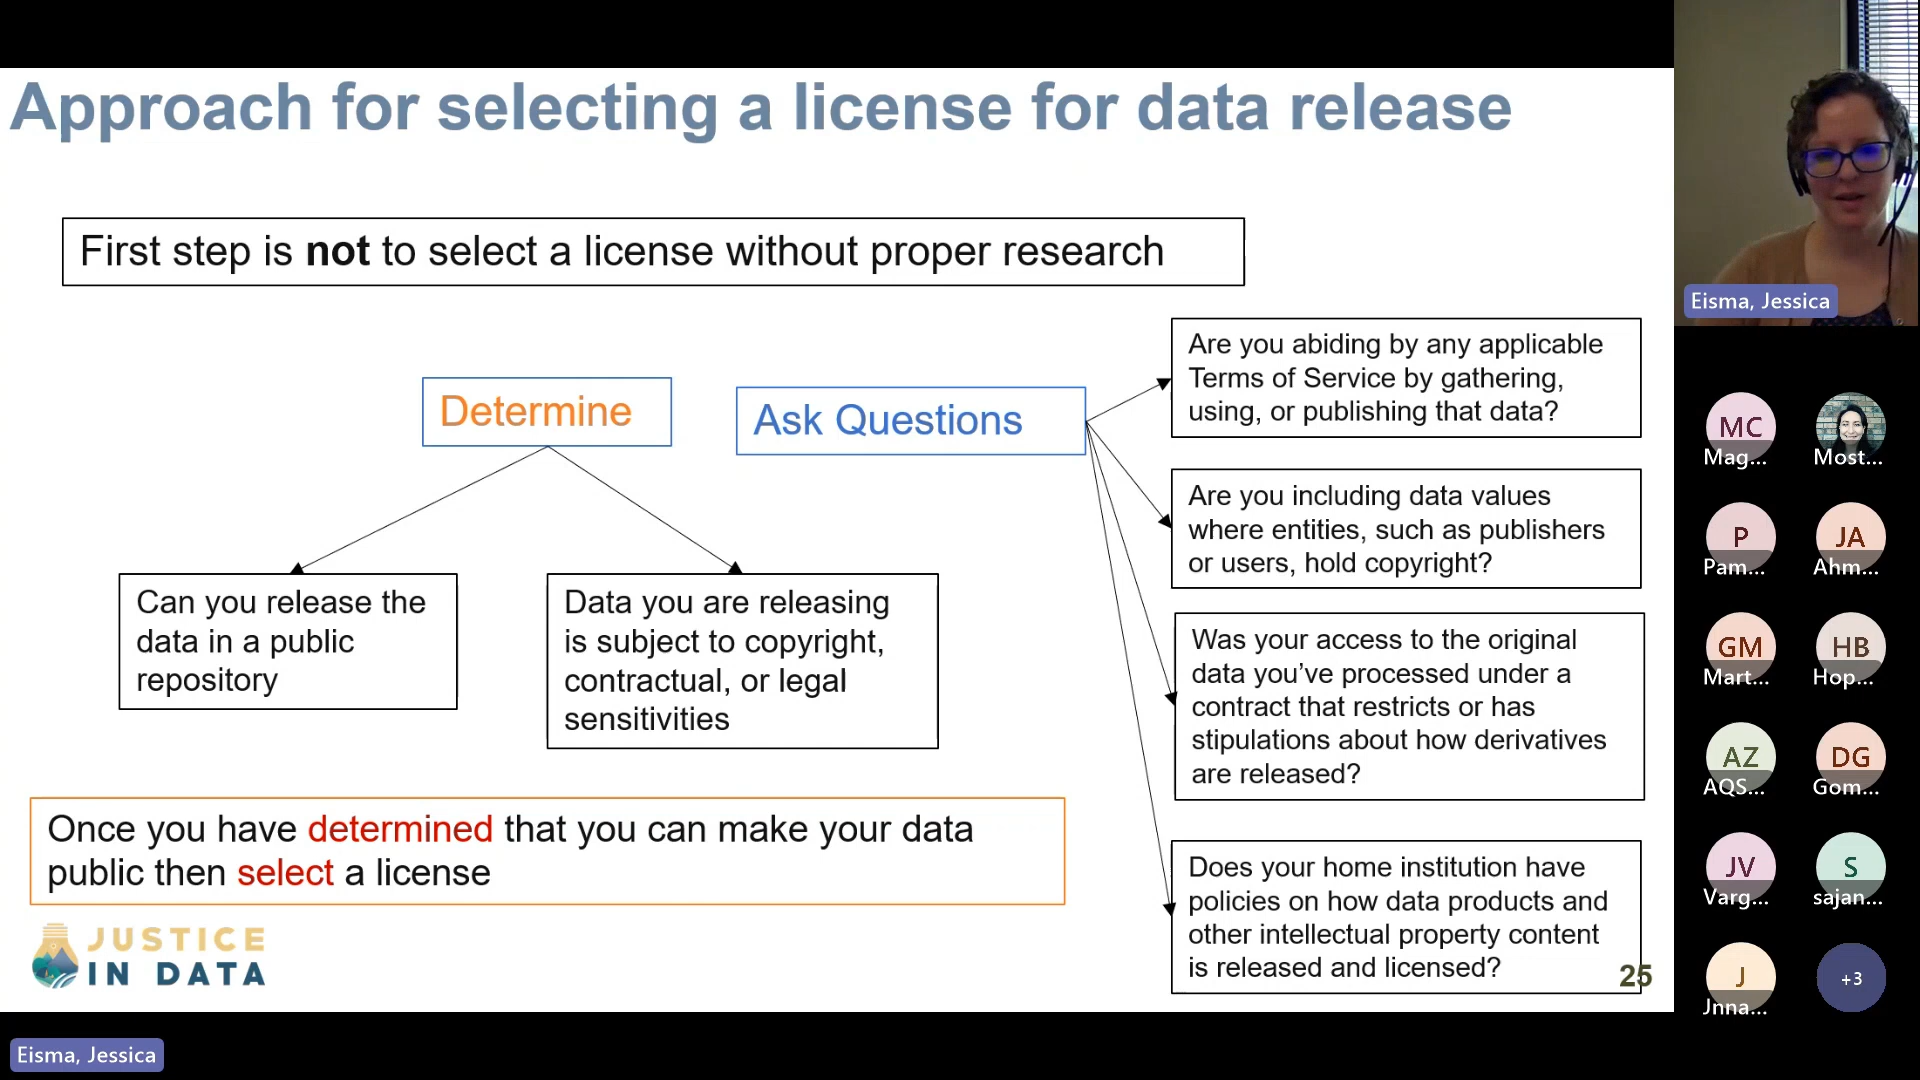 Approach for selecting a license for data release
First step is not to select a license without proper research
Determine
Can you release the
data in a public
repository
Data you are releasing
is subject to copyright,
contractual, or legal
sensitivities
Ask Questions
Are you abiding by any applicable
Terms of Service by gathering,
using, or publishing that data?
Are you including data values
where entities, such as publishers
or users, hold copyright?
Was your access to the original
data you’ve processed under a
contract that restricts or has
stipulations about how derivatives
are released?
Does your home institution have
policies on how data products and
other intellectual property content
is released and licensed?
Once you have determined that you can make your data
public then select a license
JUSTICE
IN DATA
25
Eisma, Jessica
MC
Mag...
Most...
P
Pam...
JA
Ahm...
GM
Mart...
HB
Hop...
AZ
AQS...
DG
Gom...
JV
Varg...
S
sajan...
J
Jnna...
+3
Eisma, Jessica